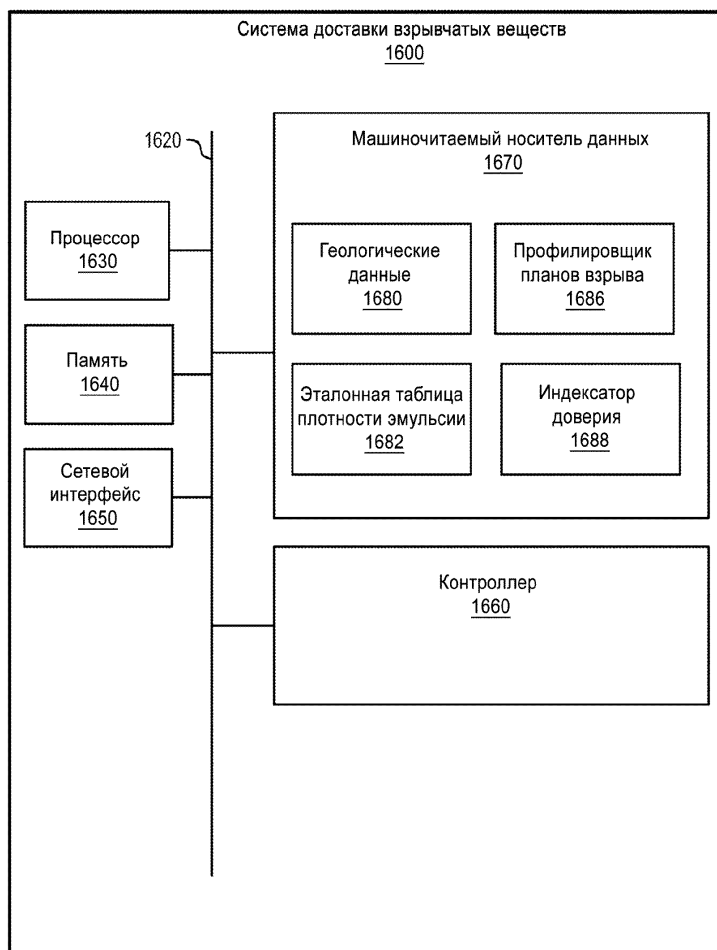 Система доставки взрывчатых веществ
1600
1620
Машиночитаемый носитель данных
1670
Процессор
1630
Геологические
данные
1680
Профилировщик
планов взрыва
1686
Память
1640
Эталонная таблица
плотности эмульсии
1682
Индексатор
доверия
1688
Сетевой
интерфейс
1650
Контроллер
1660